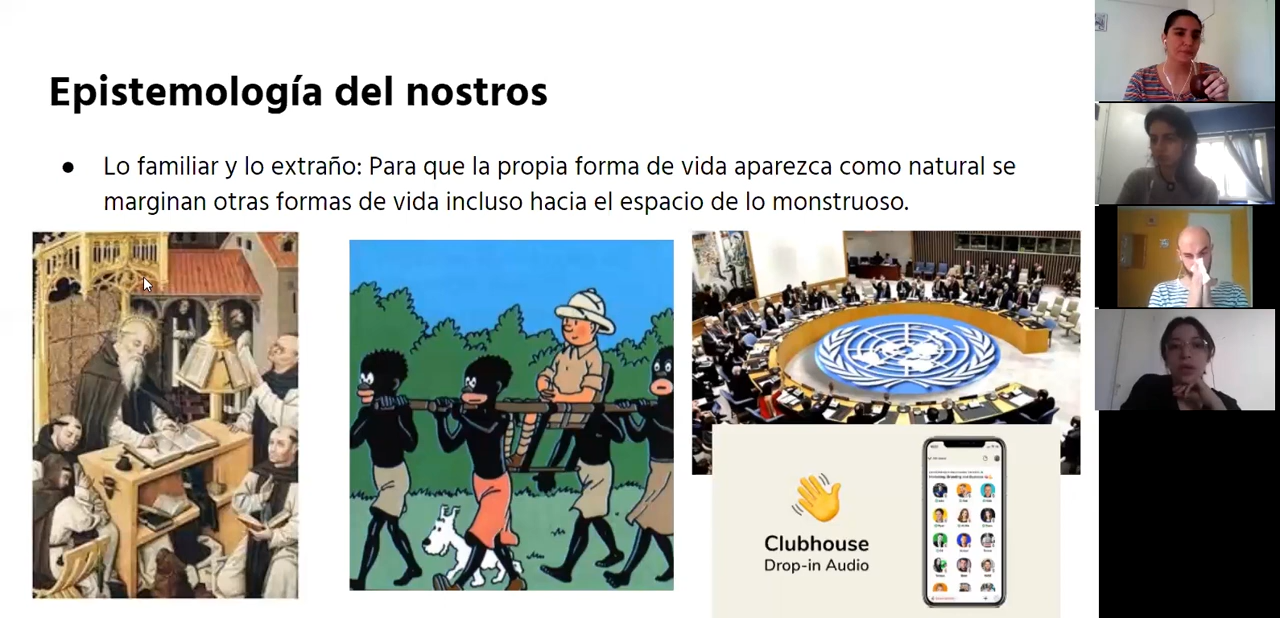 Epistemología del nostros
● Lo familiar y lo extraño: Para que la propia forma de vida aparezca como natural se
marginan otras formas de vida incluso hacia el espacio de lo monstruoso.
Clubhouse
Drop-in Audio